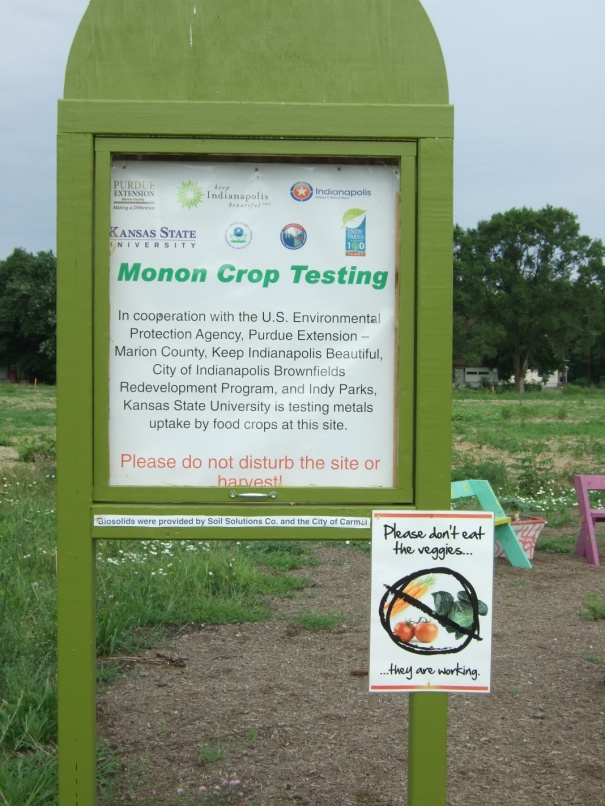 PURDUE
EXTENSION
Marion County
Making a Difference
keep
Indianapolis
beautiful
Indianapolis
KANSAS STATE
UNIVERSITY
INDY PARKS
100
Monon Crop Testing
In cooperation with the U.S. Environmental
Protection Agency, Purdue Extension –
Marion County, Keep Indianapolis Beautiful,
City of Indianapolis Brownfields
Redevelopment Program, and Indy Parks,
Kansas State University is testing metals
uptake by food crops at this site.
Please do not disturb the site or
harvest!
Biosolids were provided by Soil Solutions Co. and the City of Carmel
Please don't eat
the veggies...
...they are working.